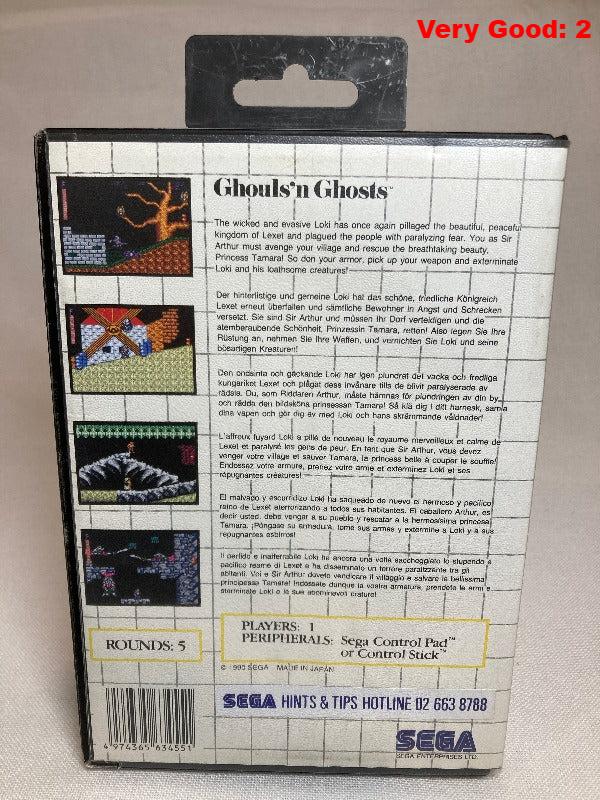 Very Good: 2
Ghouls'n Ghosts™
The wicked and evasive Loki has once again pillaged the beautiful, peaceful
kingdom of Lexet and plagued the people with paralyzing fear. You as Sir
Arthur must avenge your village and rescue the breathtaking beauty,
Princess Tamara! So don your armor, pick up your weapon and exterminate
Loki and his loathsome creatures!
Der hinterlistige und gemeine Loki hat das schöne, friedliche Königreich
Lexet erneut überfallen und sämtliche Bewohner in Angst und Schrecken
versetzt. Sie sind Sir Arthur und müssen Ihr Dorf verteidigen und die
atemberaubende Schönheit, Prinzessin Tamara, retten! Also legen Sie Ihre
Rüstung an, nehmen Sie Ihre Waffen, und vernichten Sie Loki und seine
bösartigen Kreaturen!
Den ondsinta och gäckande Loki har igen plundrat det vackra och fredliga
kungariket Lexet och plågat dess invånare tills de blivit paralyserade av
rädsla. Du, som Riddaren Arthur, måste hämnas för plundringen av din by
och rädda den bildsköna prinsessan Tamara! Så klä dig i ditt harnesk, samla
dina vapen och gör dig av med Loki och hans skrämmande våldnader!
L'affreux fuyard Loki a pillé de nouveau le royaume merveilleux et calme de
Lexet et paralysé les gens de peur. En tant que Sir Arthur, vous devez
venger votre village et sauver Tamara, la princesse belle à couper le souffle!
Endossez votre armure, prenez votre arme et exterminez Loki et ses
répugnantes créatures!
El malvado y escurridizo Loki ha saqueado de nuevo el hermoso y pacífico
reino de Lexet aterrorizando a todos sus habitantes. El caballero Arthur, es
decir usted, debe vengar a su pueblo y rescatar a la hermosísima princesa
Tamara. ¡Póngase su armadura, tome sus armas y extermine a Loki y a sus
repugnantes esbirros!
Il perfido e inafferrabile Loki ha ancora una volta saccheggiato lo stupendo e
pacifico reame di Lexet e ha disseminato un terrore paralizzante tra gli
abitanti. Voi e Sir Arthur dovete vendicare il villaggio e salvare la bellissima
principessa Tamara! Indossate dunque la vostra armatura, prendete le armi e
sterminate Loki e le sue abominevoli creature!
ROUNDS: 5
PLAYERS: 1
PERIPHERALS: Sega Control Pad™
or Control Stick™
© 1990 SEGA MADE IN JAPAN
SEGA HINTS & TIPS HOTLINE 02 663 8788
4 974365 634551
SEGA
SEGA ENTERPRISES LTD.